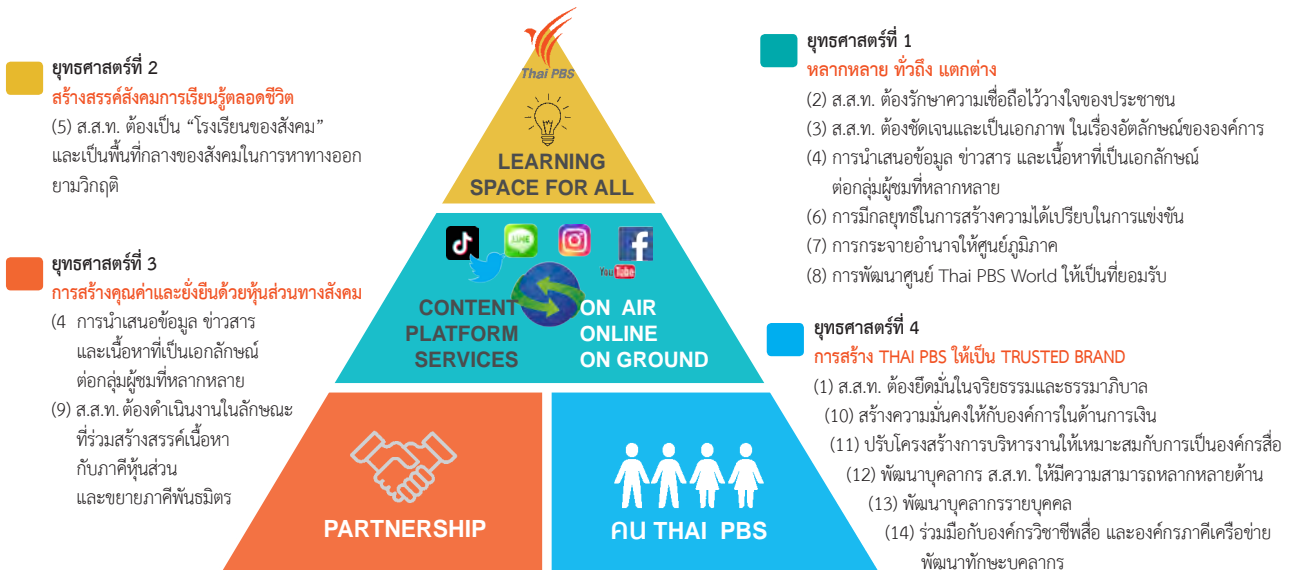 ยุทธศาสตร์ที่ 2
สร้างสรรค์สังคมการเรียนรู้ตลอดชีวิต
(5) ส.ส.ท. ต้องเป็น “โรงเรียนของสังคม”
และเป็นพื้นที่กลางของสังคมในการหาทางออก
ยามวิกฤติ
ยุทธศาสตร์ที่ 3
การสร้างคุณค่าและยั่งยืนด้วยหุ้นส่วนทางสังคม
(4 การนำเสนอข้อมูล ข่าวสาร
และเนื้อหาที่เป็นเอกลักษณ์
ต่อกลุ่มผู้ชมที่หลากหลาย
(9) ส.ส.ท. ต้องดำเนินงานในลักษณะ
ที่ร่วมสร้างสรรค์เนื้อหา
กับภาคีหุ้นส่วน
และขยายภาคีพันธมิตร
Thai PBS
LEARNING
SPACE FOR ALL
LINE
You Tube
CONTENT
PLATFORM
SERVICES
ON AIR
ONLINE
ON GROUND
PARTNERSHIP
คน THAI PBS
ยุทธศาสตร์ที่ 1
หลากหลาย ทั่วถึง แตกต่าง
(2) ส.ส.ท. ต้องรักษาความเชื่อถือไว้วางใจของประชาชน
(3) ส.ส.ท. ต้องชัดเจนและเป็นเอกภาพ ในเรื่องอัตลักษณ์ขององค์การ
(4) การนำเสนอข้อมูล ข่าวสาร และเนื้อหาที่เป็นเอกลักษณ์
ต่อกลุ่มผู้ชมที่หลากหลาย
(6) การมีกลยุทธ์ในการสร้างความได้เปรียบในการแข่งขัน
(7) การกระจายอำนาจให้ศูนย์ภูมิภาค
(8) การพัฒนาศูนย์ Thai PBS World ให้เป็นที่ยอมรับ
ยุทธศาสตร์ที่ 4
การสร้าง THAI PBS ให้เป็น TRUSTED BRAND
(1) ส.ส.ท. ต้องยึดมั่นในจริยธรรมและธรรมาภิบาล
(10) สร้างความมั่นคงให้กับองค์การในด้านการเงิน
(11) ปรับโครงสร้างการบริหารงานให้เหมาะสมกับการเป็นองค์กรสื่อ
(12) พัฒนาบุคลากร ส.ส.ท. ให้มีความสามารถหลากหลายด้าน
(13) พัฒนาบุคลากรรายบุคคล
(14) ร่วมมือกับองค์กรวิชาชีพสื่อ และองค์กรภาคีเครือข่าย
พัฒนาทักษะบุคลากร